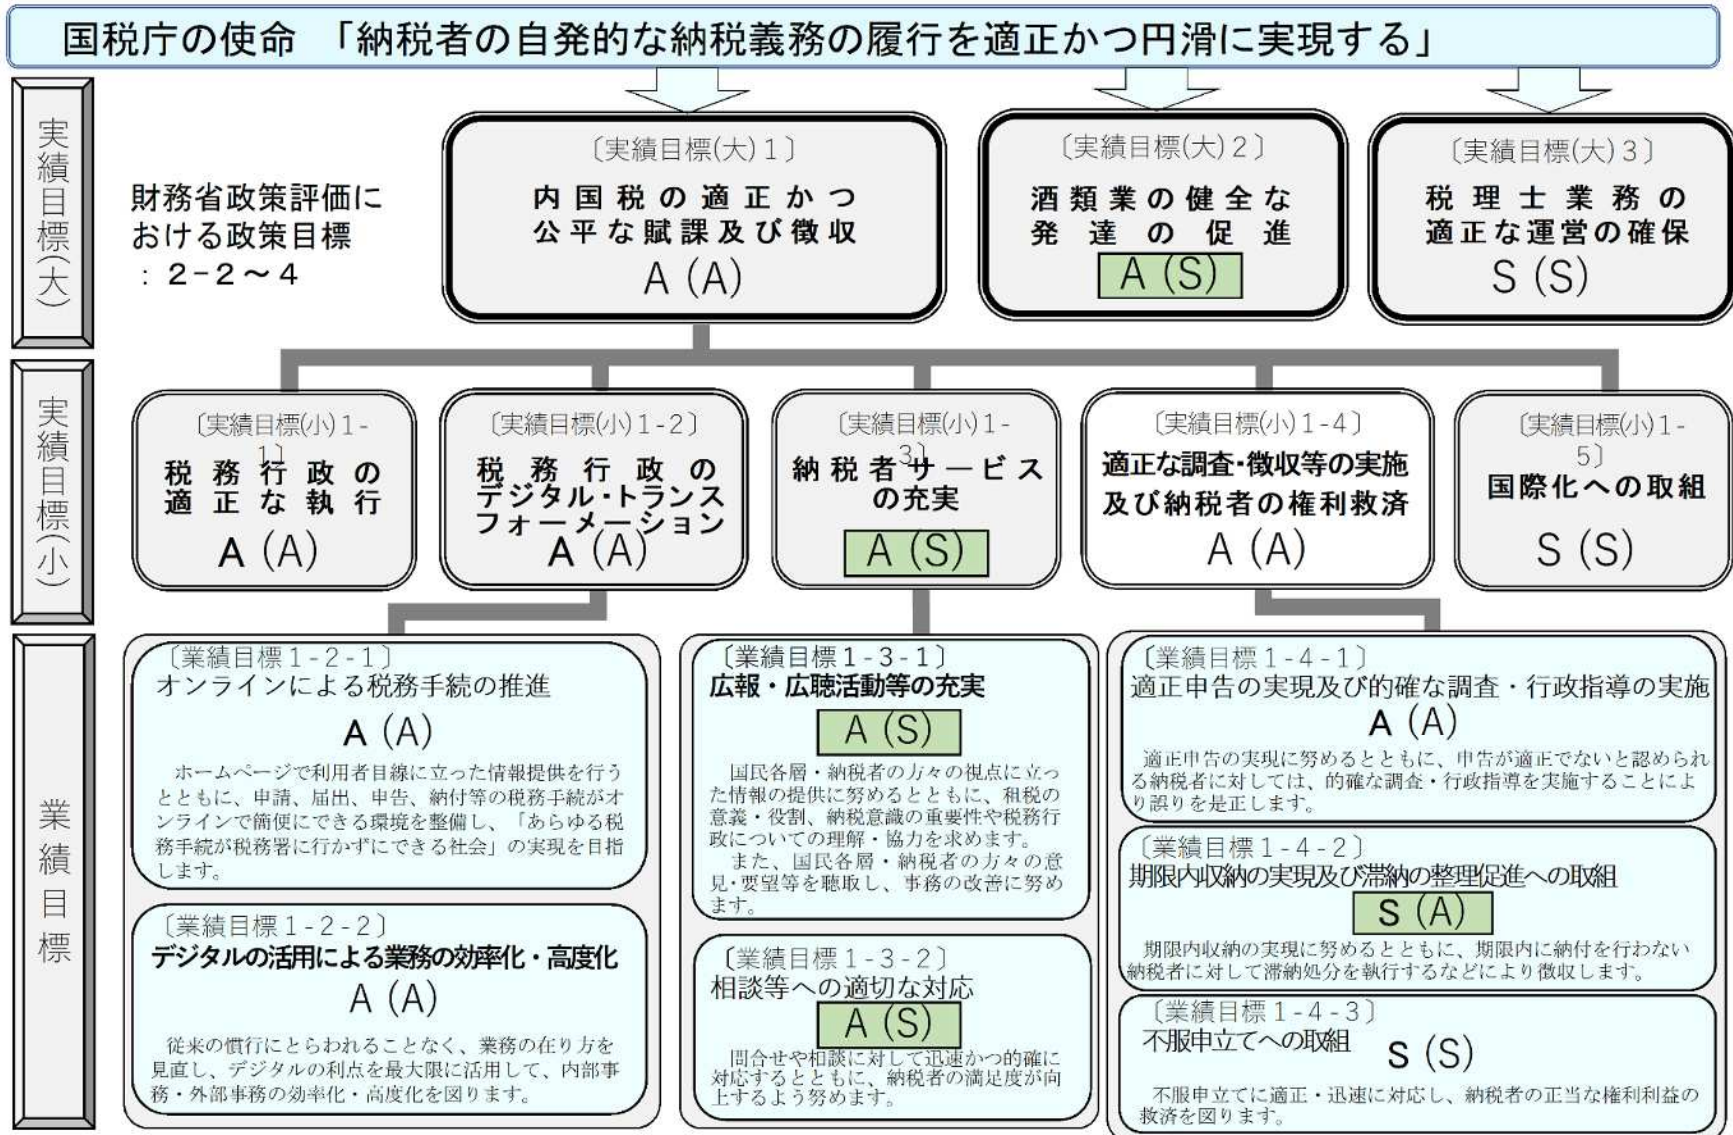 国税庁の使命　「納税者の自発的な納税義務の履行を適正かつ円滑に実現する」
実績目標(大)
財務省政策評価に
おける政策目標
：２-２～４
〔実績目標(大)１〕
内国税の適正かつ
公平な賦課及び徴収
A（A）
〔実績目標(大)２〕
酒類業の健全な
発達の促進
A（S）
〔実績目標(大)３〕
税理士業務の
適正な運営の確保
S（S）
実績目標(小)
〔実績目標(小)１-
１〕
税務行政の
適正な執行
A（A）
〔実績目標(小)１-２〕
税務行政の
デジタル・トランス
フォーメーション
A（A）
〔実績目標(小)１-
３〕
納税者サービス
の充実
A（S）
〔実績目標(小)１-４〕
適正な調査・徴収等の実施
及び納税者の権利救済
A（A）
〔実績目標(小)１-
５〕
国際化への取組
S（S）
業績目標
〔業績目標１-２-１〕
オンラインによる税務手続の推進
A（A）
ホームページで利用者目線に立った情報提供を行う
とともに、申請、届出、申告、納付等の税務手続がオ
ンラインで簡便にできる環境を整備し、「あらゆる税
務手続が税務署に行かずにできる社会」の実現を目指
します。
〔業績目標１-２-２〕
デジタルの活用による業務の効率化・高度化
A（A）
従来の慣行にとらわれることなく、業務の在り方を
見直し、デジタルの利点を最大限に活用して、内部事
務・外部事務の効率化・高度化を図ります。
〔業績目標１-３-１〕
広報・広聴活動等の充実
A（S）
国民各層・納税者の方々の視点に立っ
た情報の提供に努めるとともに、租税の
意義・役割、納税意識の重要性や税務行
政についての理解・協力を求めます。
また、国民各層・納税者の方々の意
見・要望等を聴取し、事務の改善に努め
ます。
〔業績目標１-３-２〕
相談等への適切な対応
A（S）
問合せや相談に対して迅速かつ的確に
対応するとともに、納税者の満足度が向
上するよう努めます。
〔業績目標１-４-１〕
適正申告の実現及び的確な調査・行政指導の実施
A（A）
適正申告の実現に努めるとともに、申告が適正でないと認められ
る納税者に対しては、的確な調査・行政指導を実施することによ
り誤りを是正します。
〔業績目標１-４-２〕
期限内収納の実現及び滞納の整理促進への取組
S（A）
期限内収納の実現に努めるとともに、期限内に納付を行わない
納税者に対して滞納処分を執行するなどにより徴収します。
〔業績目標１-４-３〕
不服申立てへの取組
S（S）
不服申立てに適正・迅速に対応し、納税者の正当な権利利益の
救済を図ります。